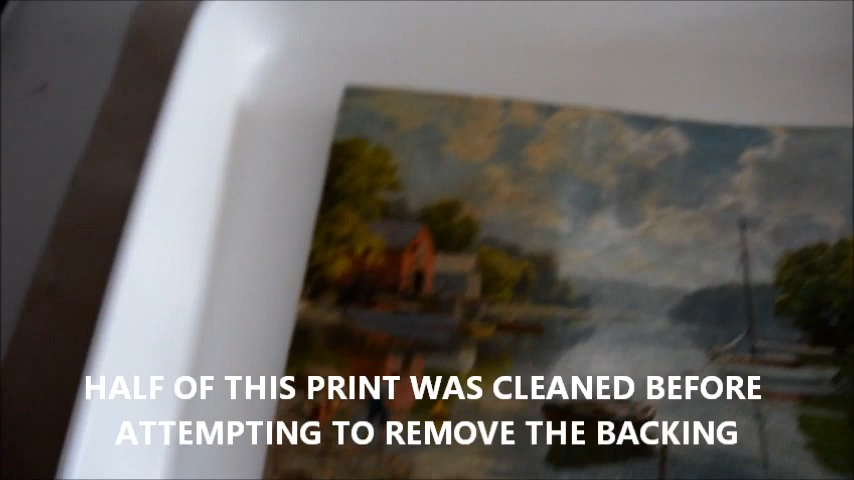 HALF OF THIS PRINT WAS CLEANED BEFORE
ATTEMPTING TO REMOVE THE BACKING